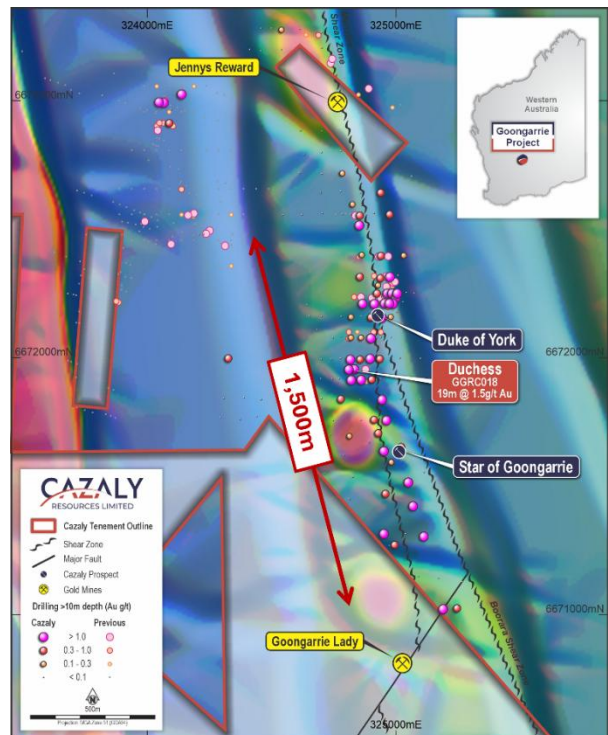 324000mE
325000mE
Shear Zone
Jennys Reward
Western
Australia
Goongarrie
Project
Duke of York
6672000mN
6672000mN
Duchess
GGRC018
19m @ 1.5g/t Au
1,500m
Star of Goongarrie
CAZALY
RESOURCES LIMITED
Cazaly Tenement Outline
Shear Zone
Major Fault
Cazaly Prospect
Gold Mines
Drilling >10m depth (Au g/t)
Cazaly Previous
> 1.0
0.3 - 1.0
0.1 - 0.3
< 0.1
N
500m
6671000mN
Boorara Shear Zone
Goongarrie Lady
325000mE